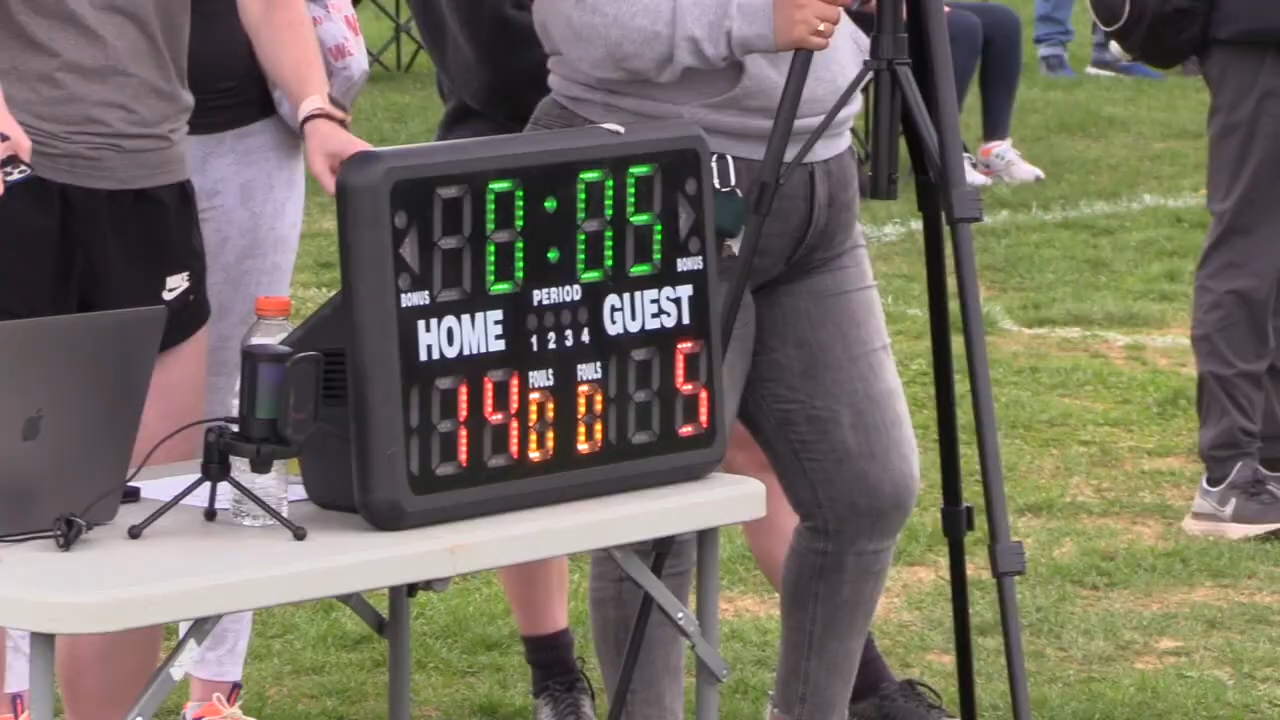 0:05
BONUS
PERIOD
BONUS
HOME
1 2 3 4
GUEST
FOULS
FOULS
14
0
0
5
NIKE